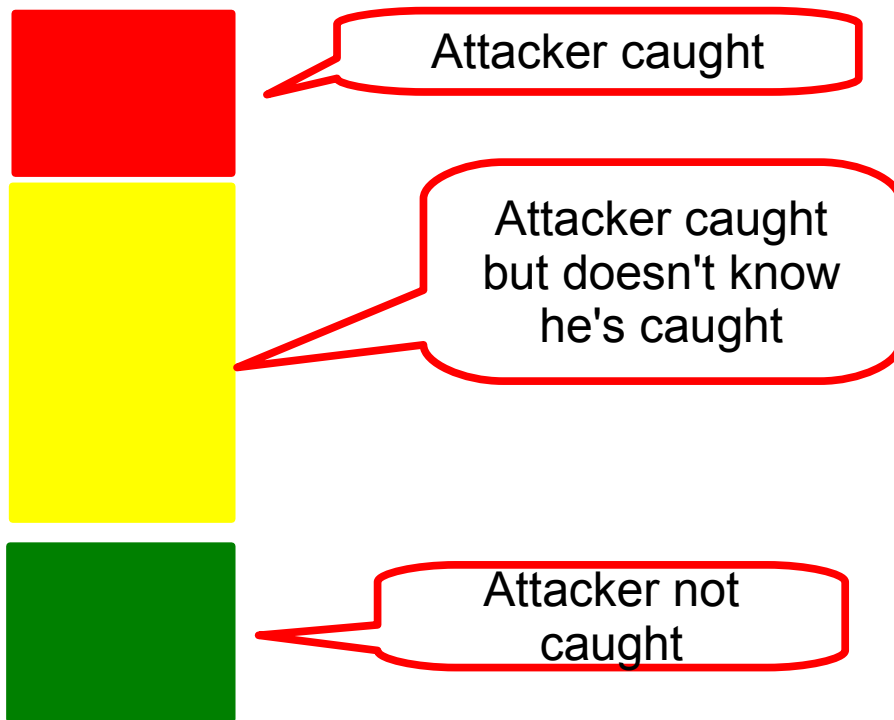 Attacker caught
Attacker caught
but doesn't know
he's caught
Attacker not
caught